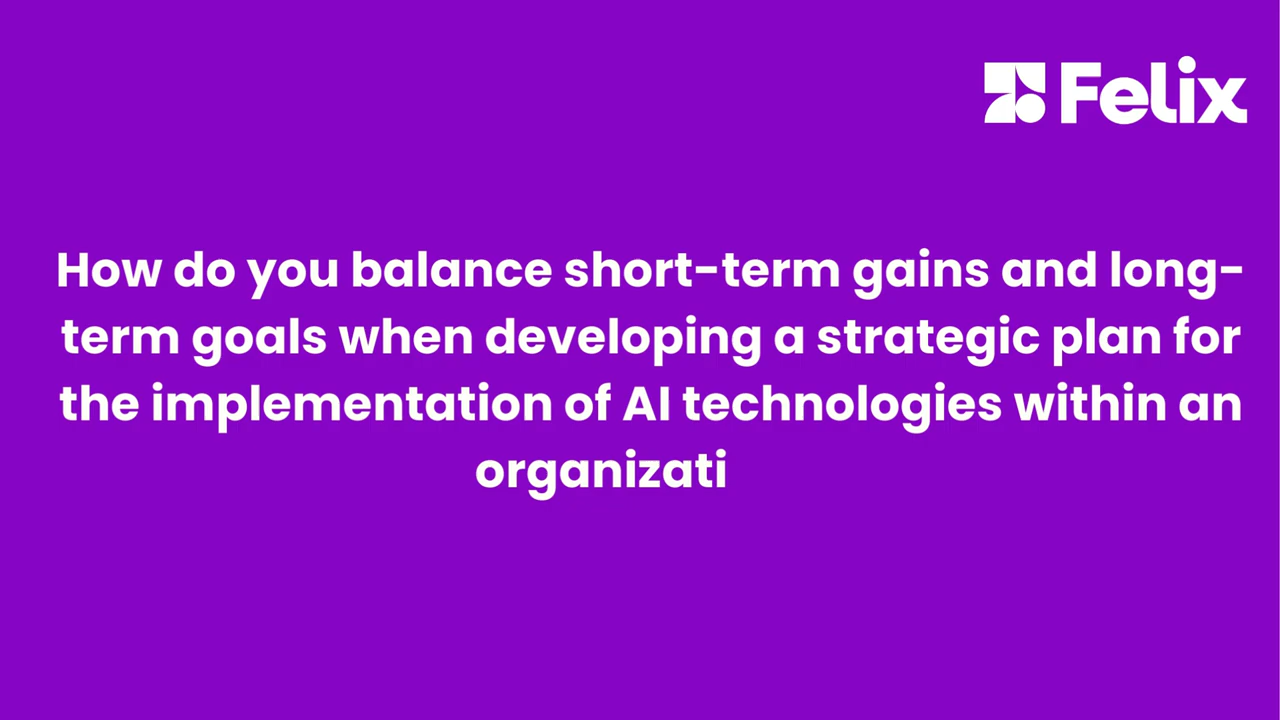 Felix
How do you balance short-term gains and long-
term goals when developing a strategic plan for
the implementation of AI technologies within an
organizati